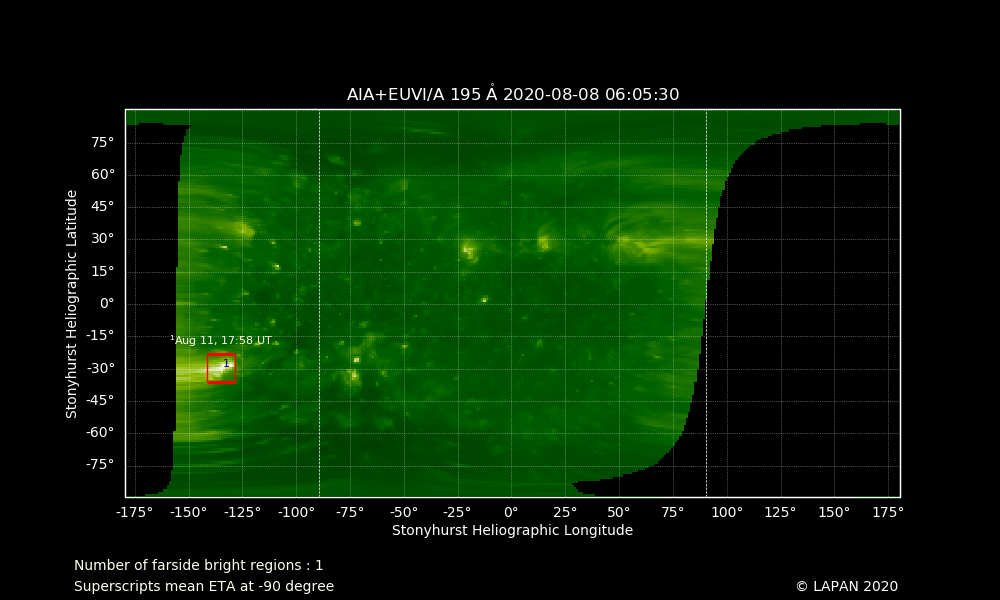 AIA+EUVI/A 195 Å 2020-08-08 06:05:30
75°
60°
45°
30°
15°
0°
-15°
-30°
-45°
-60°
-75°
Stonyhurst Heliographic Latitude
¹Aug 11, 17:58 UT
1
-175° -150° -125° -100° -75° -50° -25° 0° 25° 50° 75° 100° 125° 150° 175°
Stonyhurst Heliographic Longitude
Number of farside bright regions : 1
Superscripts mean ETA at -90 degree
© LAPAN 2020